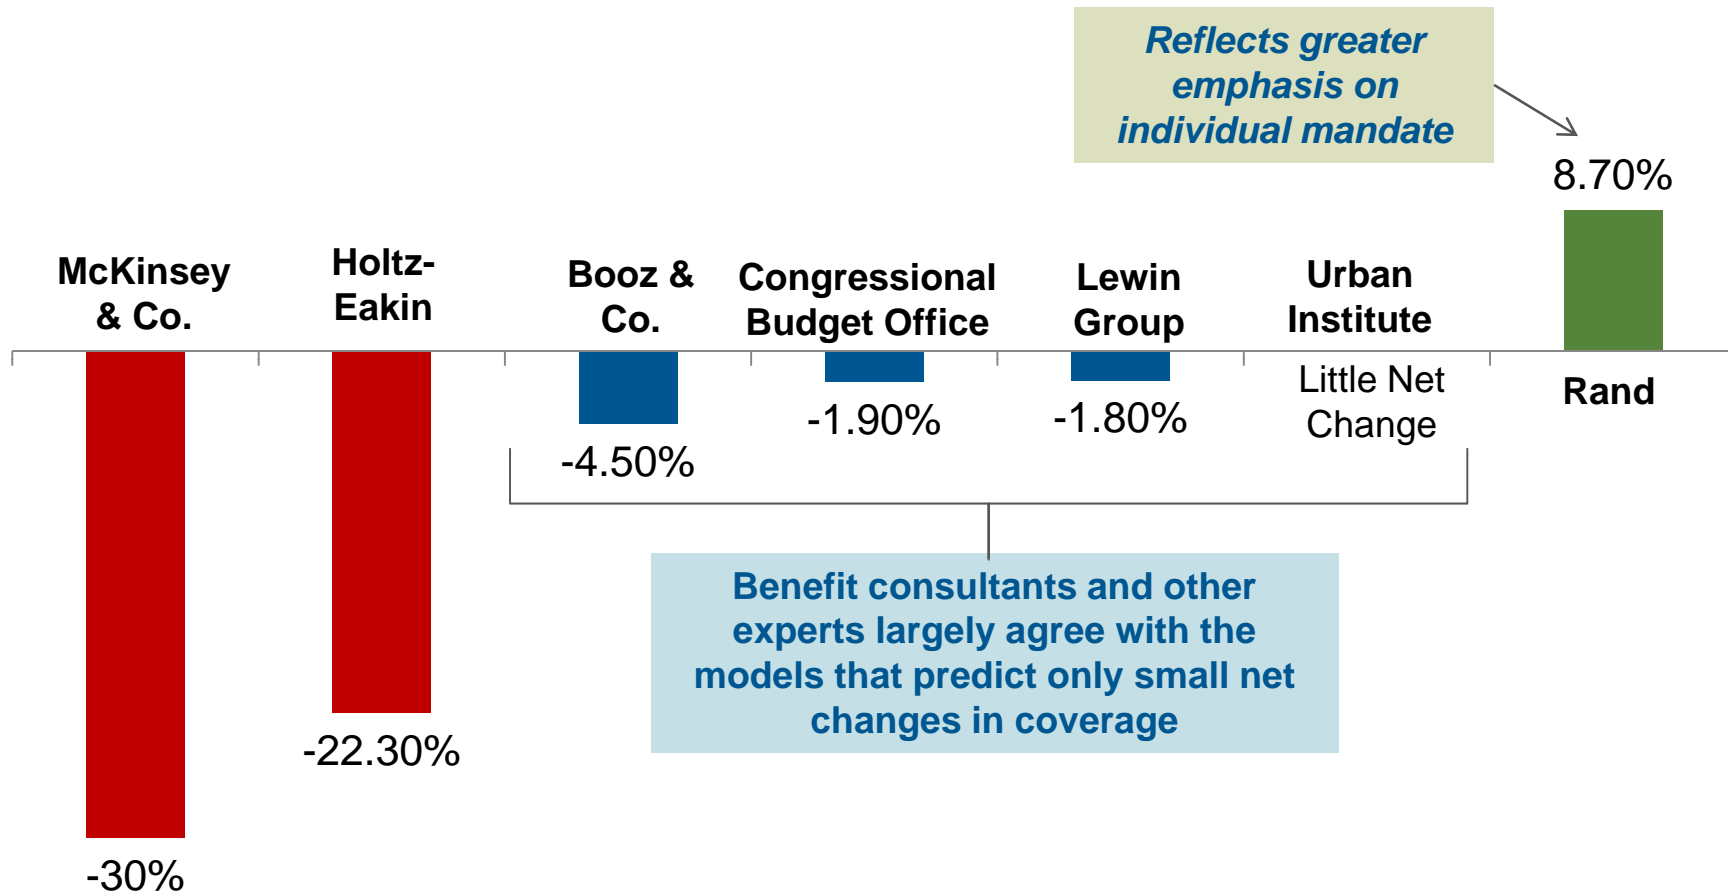 Reflects greater
emphasis on
individual mandate
8.70%
McKinsey
& Co.
Holtz-
Eakin
Booz &
Co.
Congressional
Budget Office
Lewin
Group
Urban
Institute
Little Net
Change
Rand
-1.90%
-1.80%
-4.50%
Benefit consultants and other
experts largely agree with the
models that predict only small net
changes in coverage
-22.30%
-30%